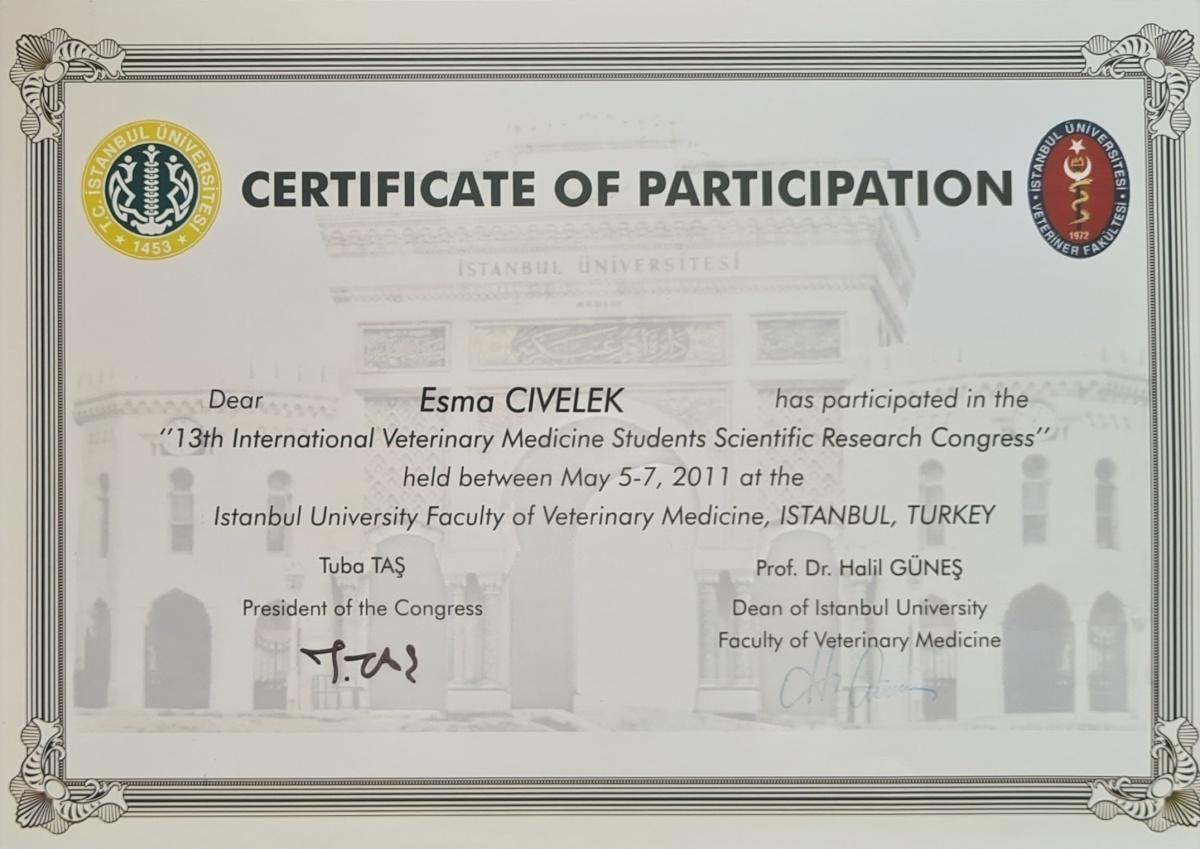 T.C. İSTANBUL ÜNİVERSİTESİ
1453
CERTIFICATE OF PARTICIPATION
İSTANBUL ÜNİVERSİTESİ
VETERİNER FAKÜLTESİ
1972
İSTANBUL ÜNİVERSİTESİ
Dear Esma CIVELEK has participated in the
‘‘13th International Veterinary Medicine Students Scientific Research Congress’’
held between May 5-7, 2011 at the
Istanbul University Faculty of Veterinary Medicine, ISTANBUL, TURKEY
Tuba TAŞ
President of the Congress
T.TAŞ
Prof. Dr. Halil GÜNEŞ
Dean of Istanbul University
Faculty of Veterinary Medicine